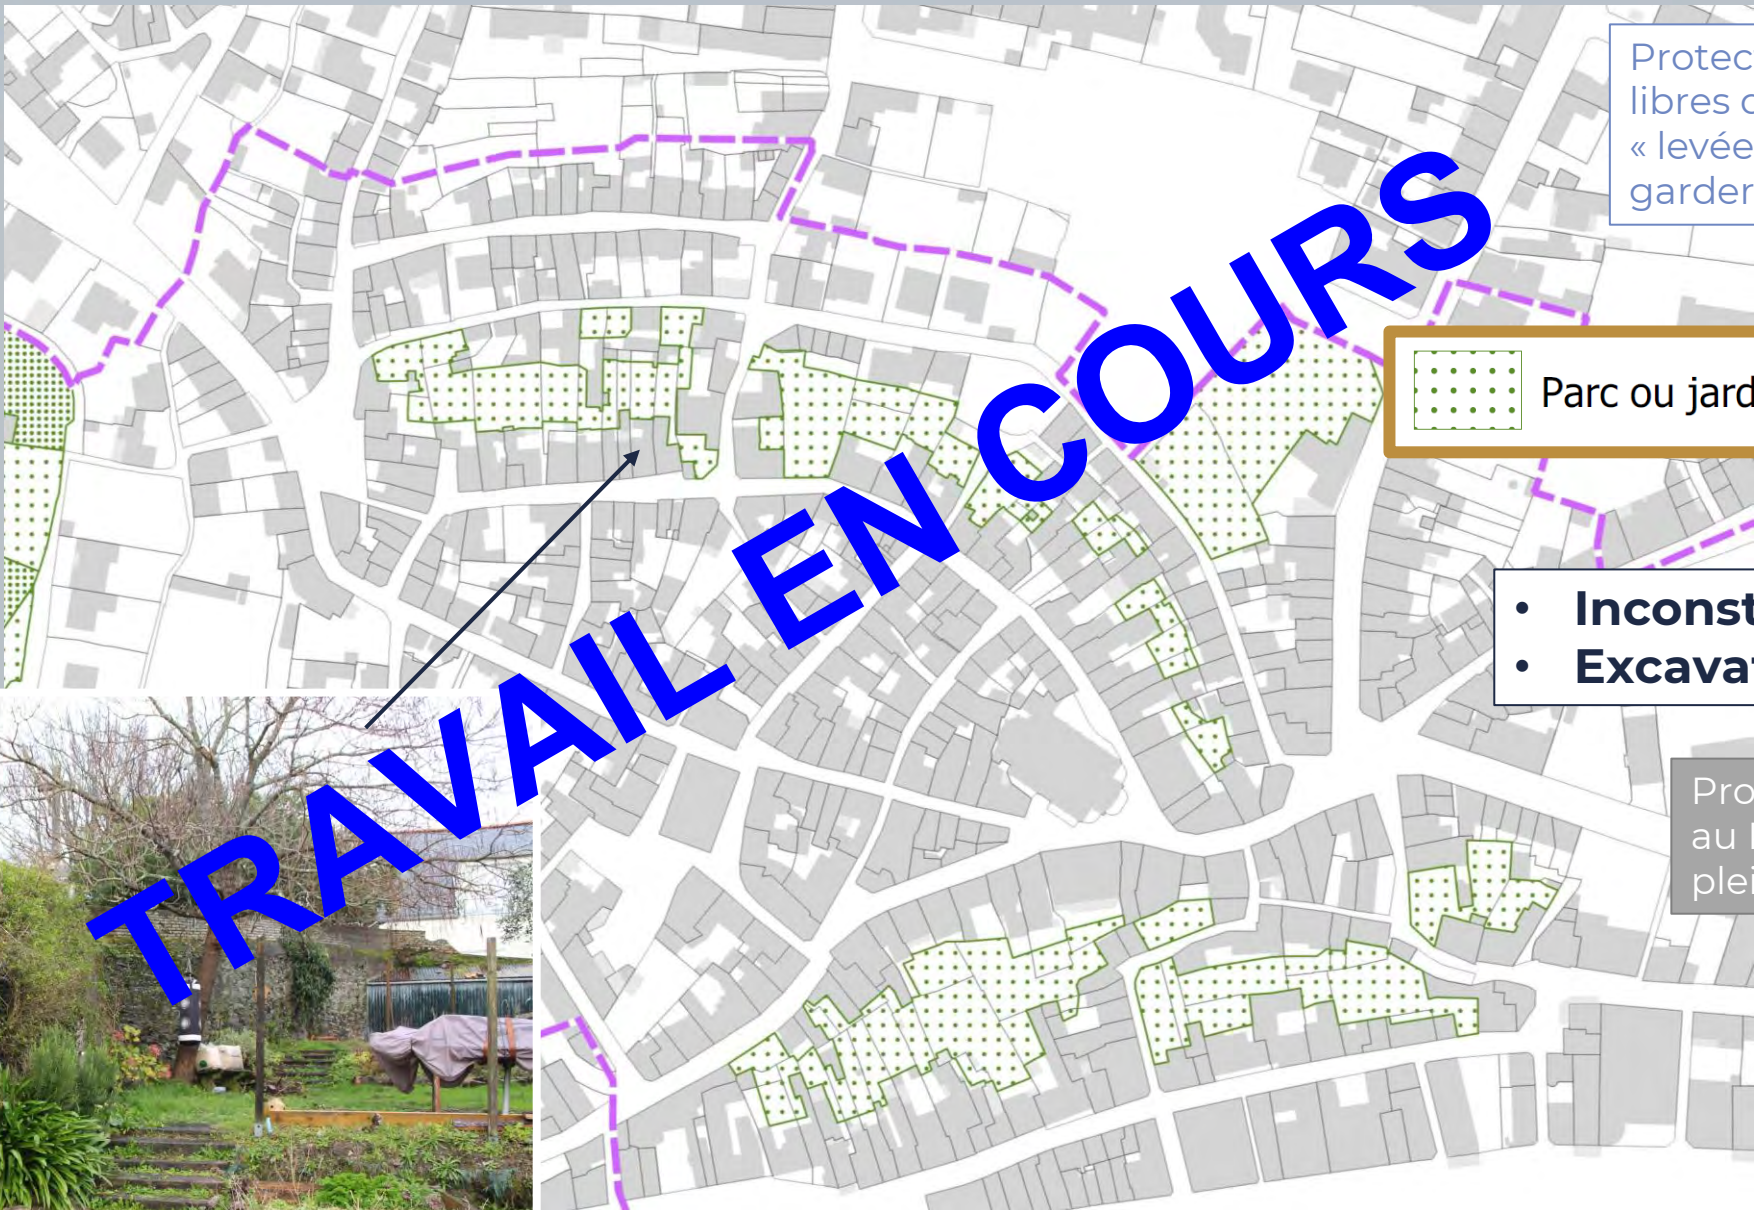 Protec
libres
« levée
garder
TRAVAIL EN COURS
Parc ou jard
• Inconst
• Excava
Pro
au
plei